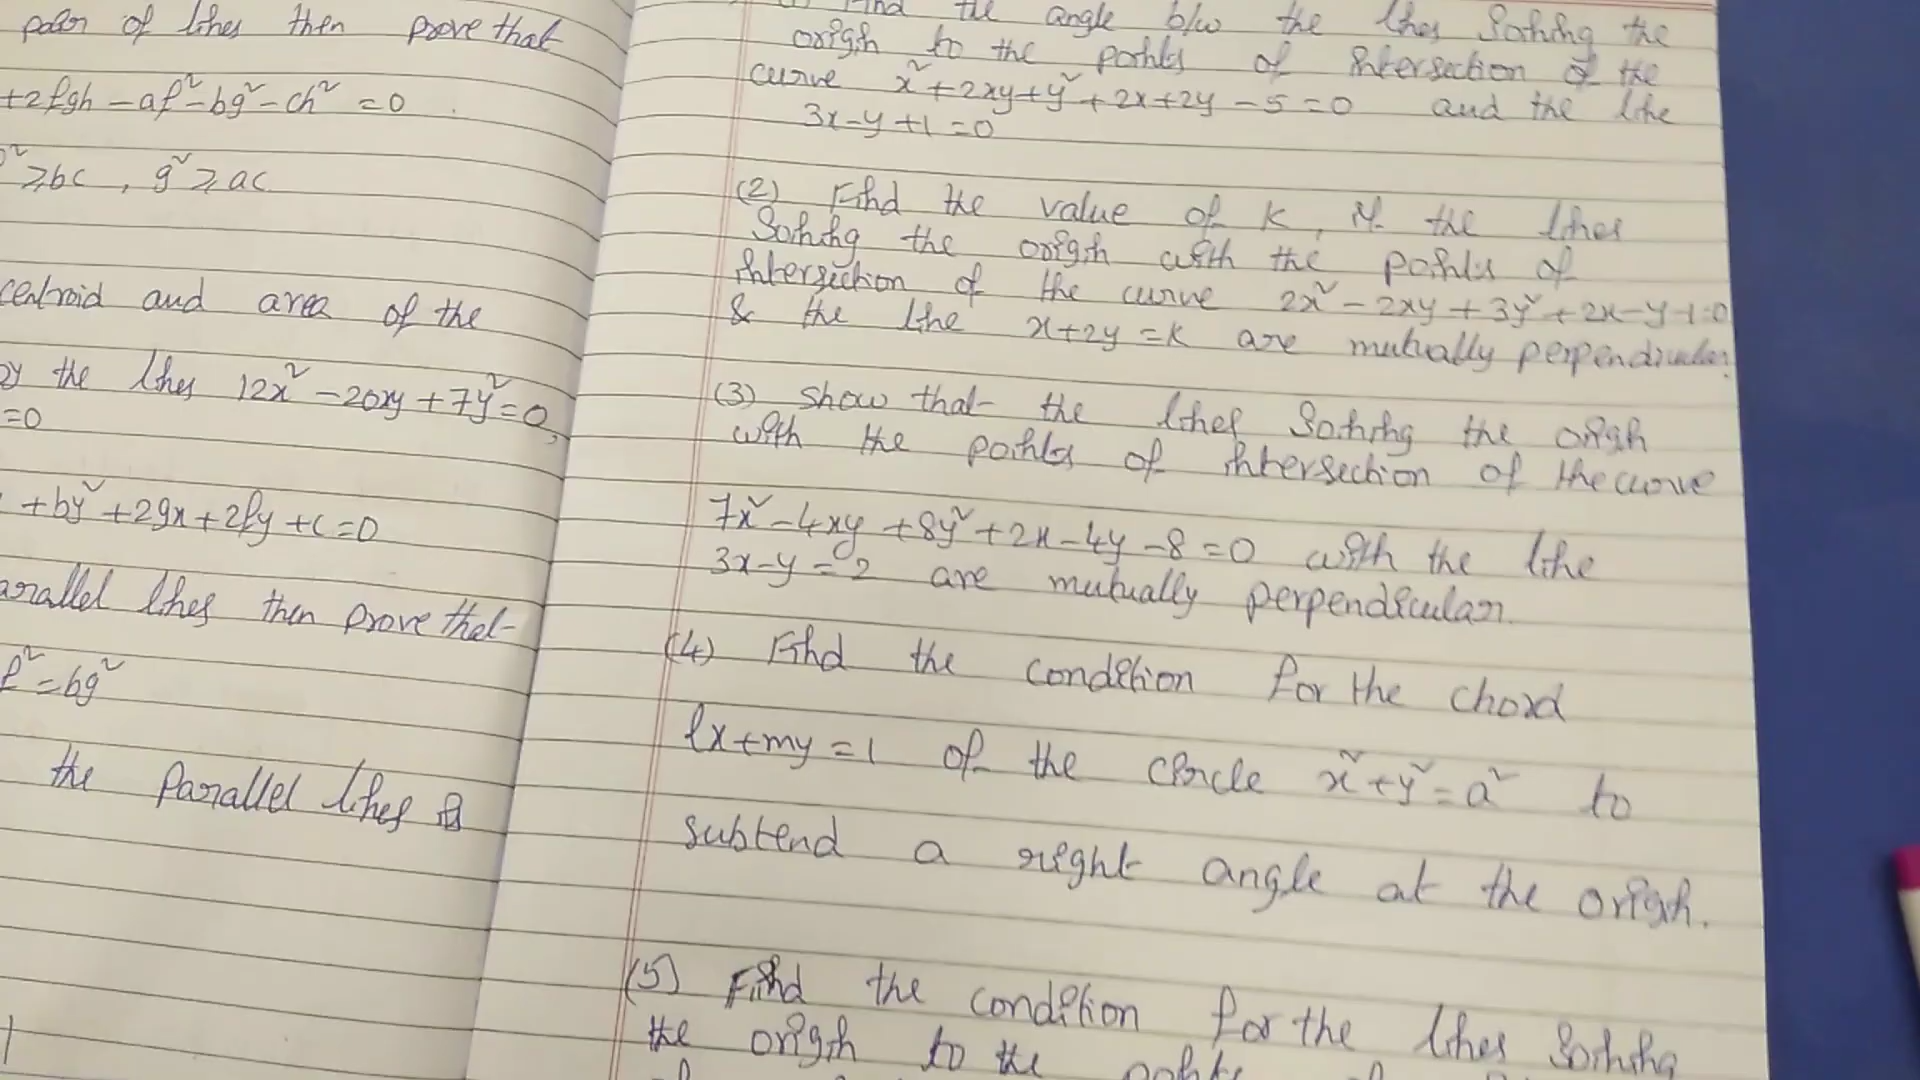 pair of lines then prove that
+2fgh-af²-bg²-ch²=0
²≥bc, g²≥ac
centroid and area of the
by the lines 12x²-20xy+7y²=0,
=0
+by²+2gx+2fy+c=0
parallel lines then prove that
f²=bg²
the parallel lines is
Find the angle b/w the lines Joining the
origin to the points of intersection of the
curve x²+2xy+y²+2x+2y-5=0 and the line
3x-y+1=0
(2) Find the value of k, if the lines
Joining the origin with the points of
intersection of the curve 2x²-2xy+3y²+2x-y-1=0
& the line x+2y=k are mutually perpendicular.
(3) Show that the lines Joining the origin
with the points of intersection of the curve
7x²-4xy+8y²+2x-4y-8=0 with the line
3x-y=2 are mutually perpendicular.
(4) Find the condition for the chord
lx+my=1 of the circle x²+y²=a² to
subtend a right angle at the origin.
(5) Find the condition for the lines Joining
the origin to the points of